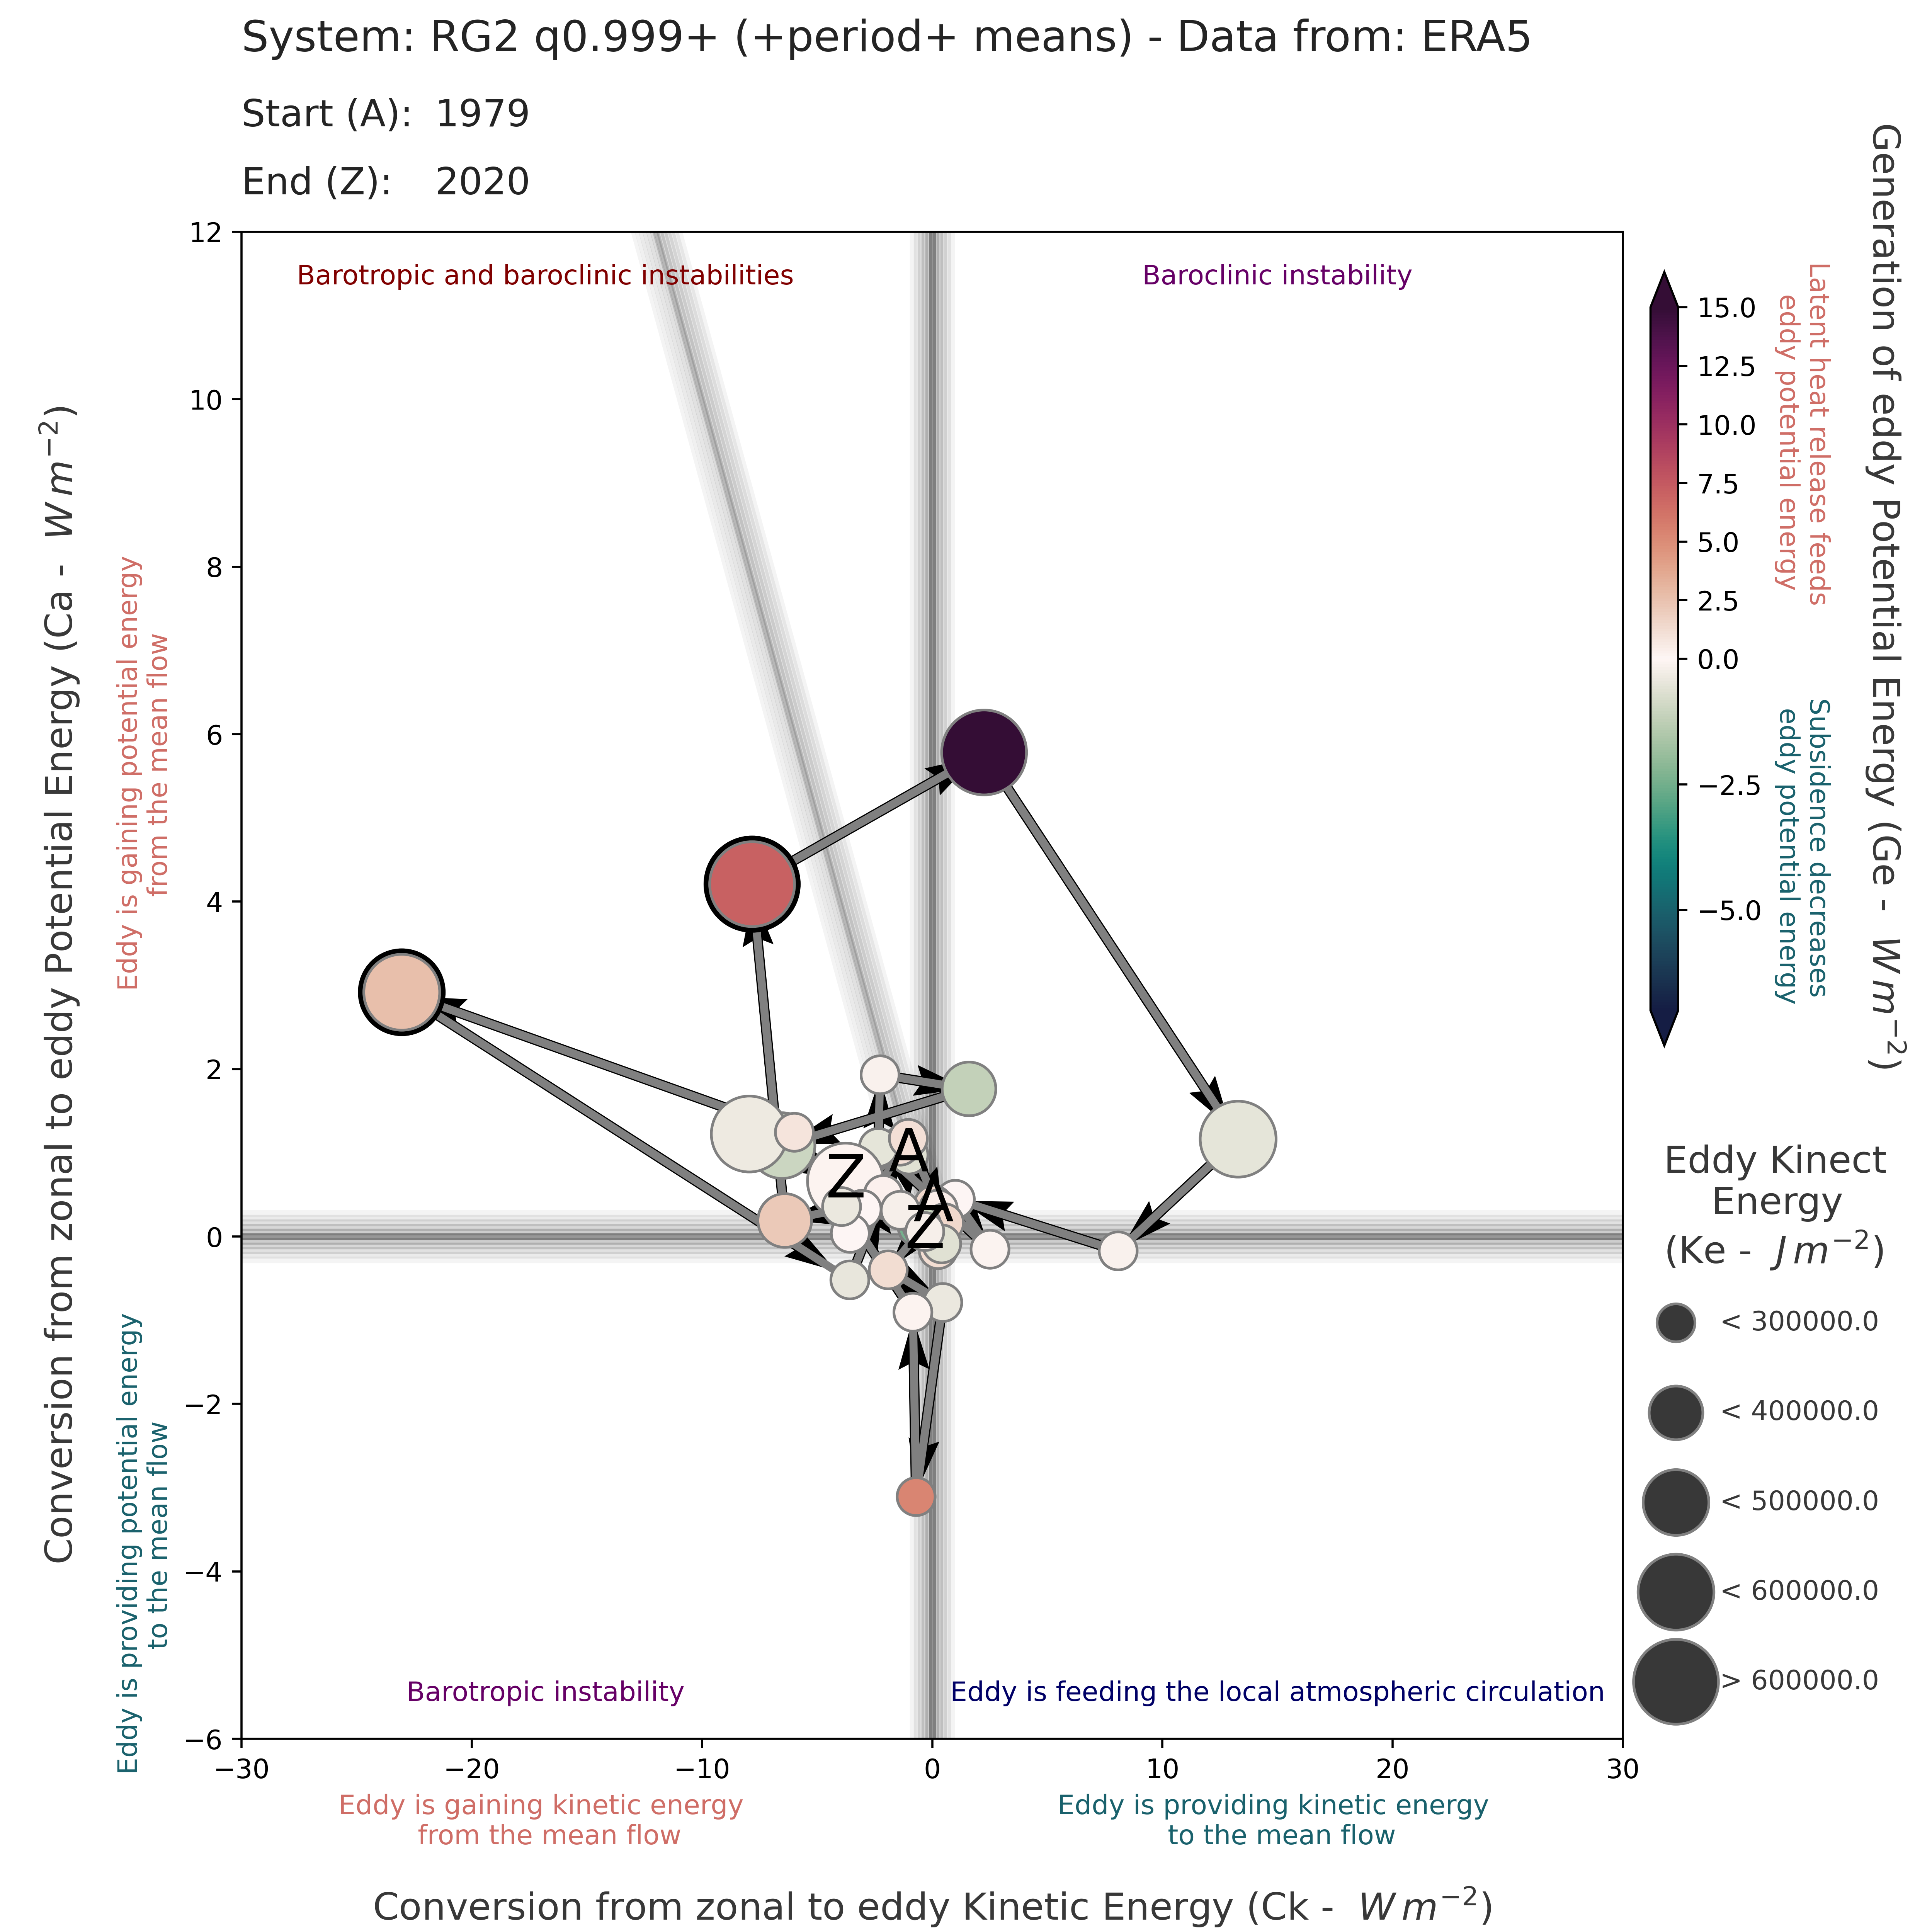 System: RG2 q0.999+ (+period+ means) - Data from: ERA5
Start (A): 1979
End (Z): 2020
Conversion from zonal to eddy Potential Energy (Ca - W m⁻²)
Eddy is gaining potential energy
from the mean flow
Eddy is providing potential energy
to the mean flow
12
10
8
6
4
2
0
−2
−4
−6
Barotropic and baroclinic instabilities
Baroclinic instability
A
Z
A
Z
Barotropic instability
Eddy is feeding the local atmospheric circulation
−30
−20
−10
0
10
20
30
Eddy is gaining kinetic energy
from the mean flow
Eddy is providing kinetic energy
to the mean flow
Conversion from zonal to eddy Kinetic Energy (Ck - W m⁻²)
15.0
12.5
10.0
7.5
5.0
2.5
0.0
−2.5
−5.0
Latent heat release feeds
eddy potential energy
Subsidence decreases
eddy potential energy
Generation of eddy Potential Energy (Ge - W m⁻²)
Eddy Kinect
Energy
(Ke - J m⁻²)
< 300000.0
< 400000.0
< 500000.0
< 600000.0
> 600000.0